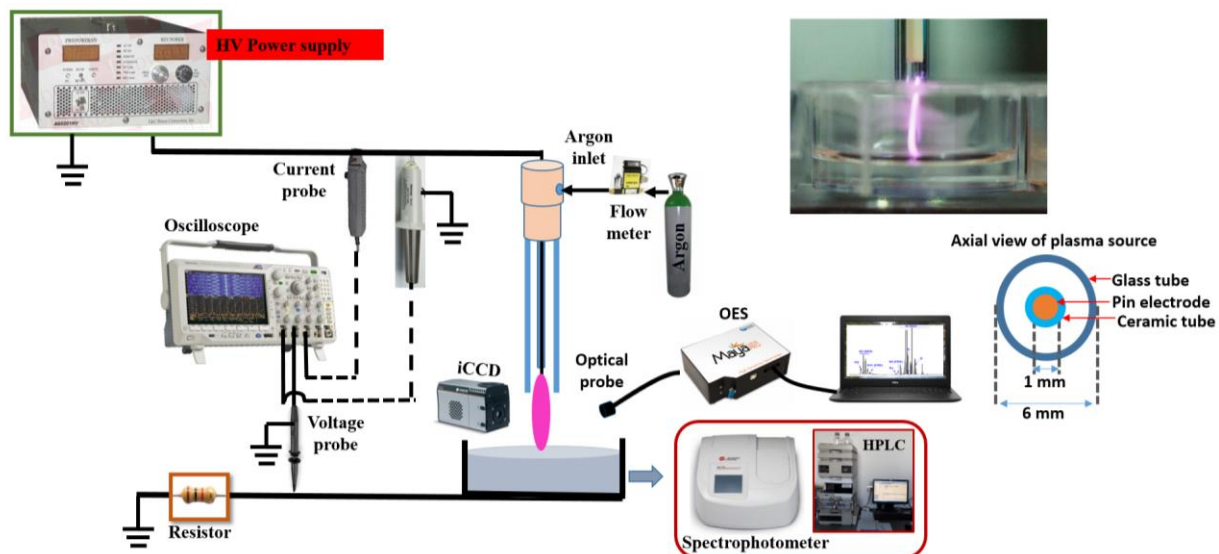 HV Power supply
Current
probe
Oscilloscope
Argon
inlet
Flow
meter
Argon
Axial view of plasma source
Glass tube
Pin electrode
Ceramic tube
1 mm
6 mm
OES
Maya
Optical
probe
iCCD
Voltage
probe
HPLC
Resistor
Spectrophotometer